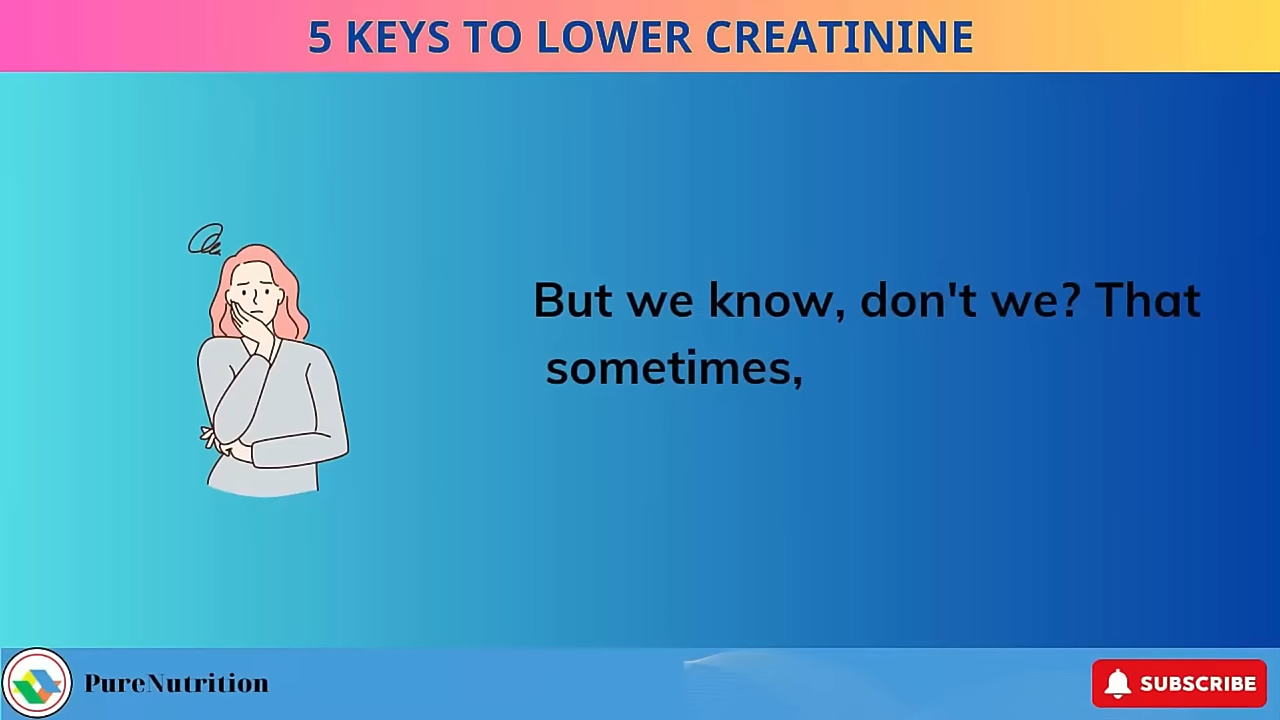 5 KEYS TO LOWER CREATININE
But we know, don't we? That
sometimes,
PureNutrition
SUBSCRIBE